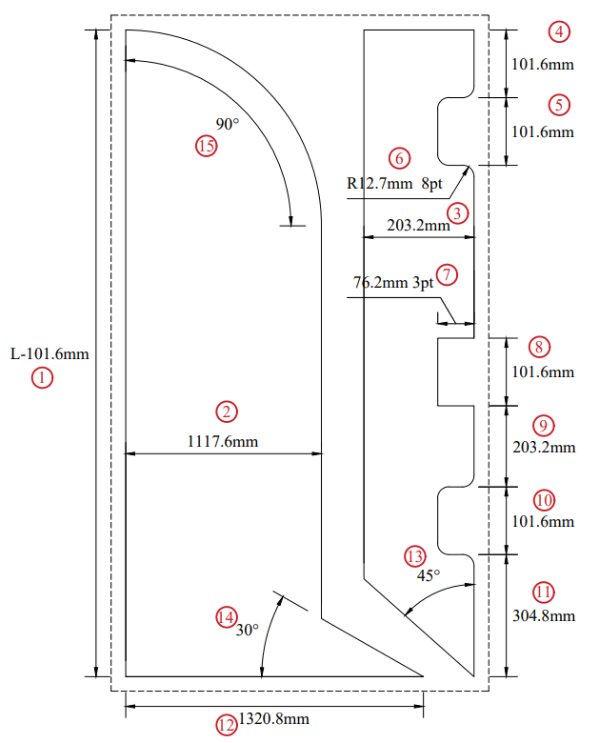 ④
101.6mm
⑤
101.6mm
90°
⑮
⑥
R12.7mm 8pt
③
203.2mm
⑦
76.2mm 3pt
L-101.6mm
①
⑧
101.6mm
②
1117.6mm
⑨
203.2mm
⑩
101.6mm
⑬
45°
⑪
304.8mm
⑭
30°
⑫
1320.8mm